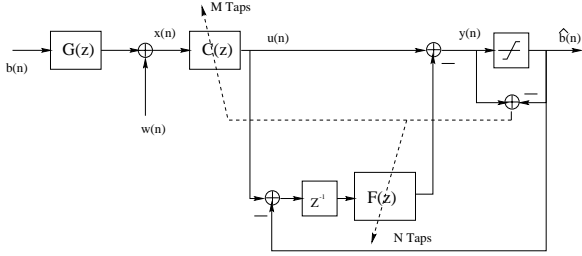 M Taps
x(n)
u(n)
y(n)
b̂(n)
G(z)
C(z)
b(n)
w(n)
Z⁻¹
F(z)
N Taps